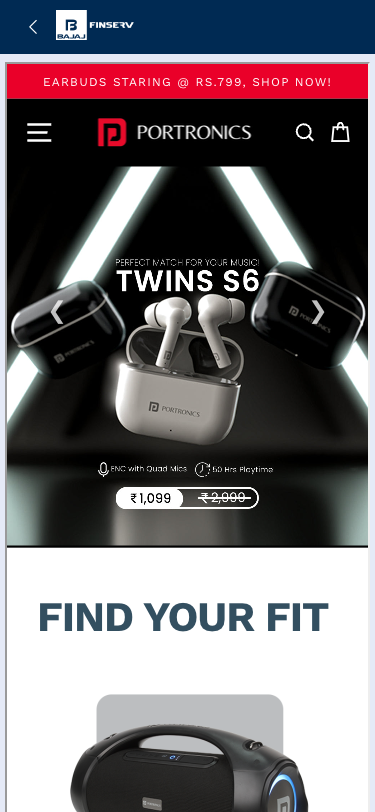 BAJAJ FINSERV
EARBUDS STARING @ RS.799, SHOP NOW!
PORTRONICS
PERFECT MATCH FOR YOUR MUSIC!
TWINS S6
PORTRONICS
PORTRONICS
ENC with Quad Mics 50 Hrs Playtime
₹1,099 ₹2,099
FIND YOUR FIT